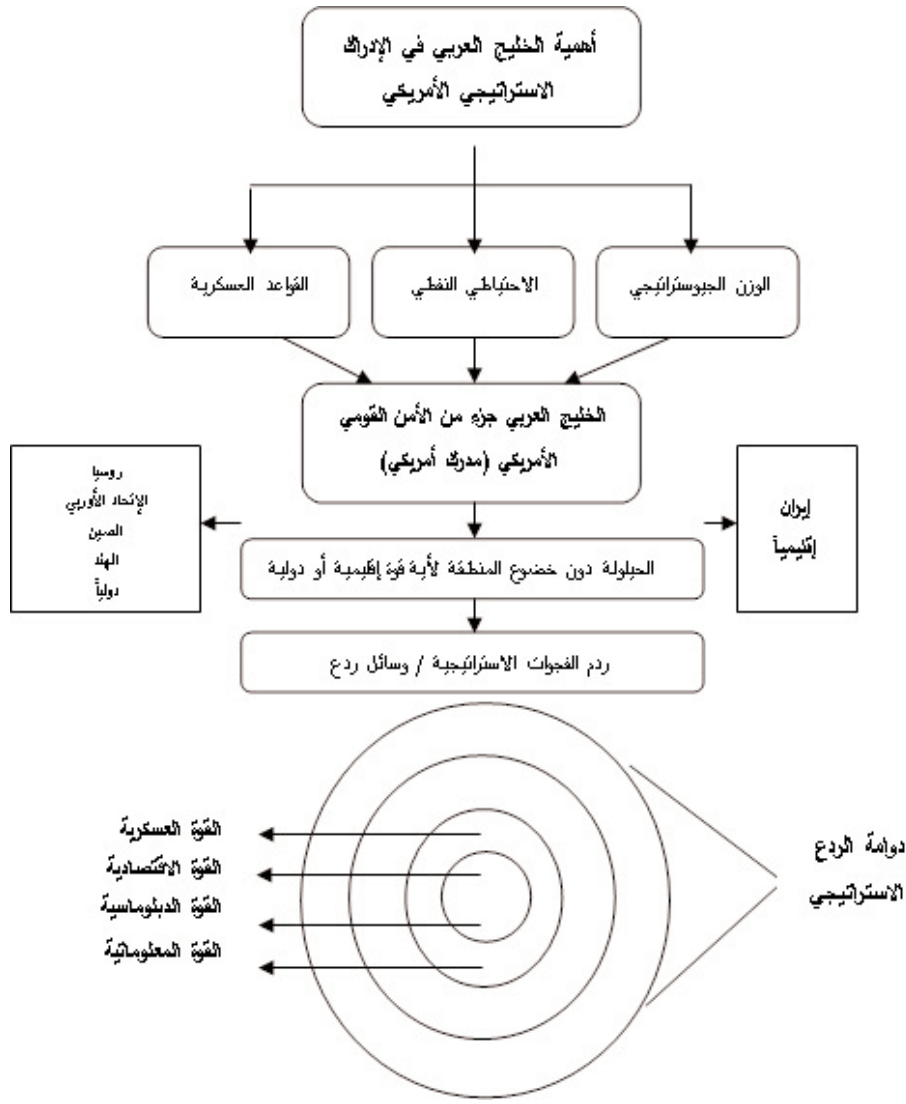 أهمية الخليج العربي في الإدراك
الاستراتيجي الأمريكي
الوزن الجيوستراتيجي
الاحتياطي النفطي
القواعد العسكرية
الخليج العربي جزء من الأمن القومي
الأمريكي (مدرك أمريكي)
إيران
إقليمياً
روسيا
الإتحاد الأوربي
الصين
الهند
دولياً
الحيلولة دون خضوع المنطقة لأية قوة إقليمية أو دولية
ردم الفجوات الاستراتيجية / وسائل ردع
دوامة الردع
الاستراتيجي
القوة العسكرية
القوة الاقتصادية
القوة الدبلوماسية
القوة المعلوماتية